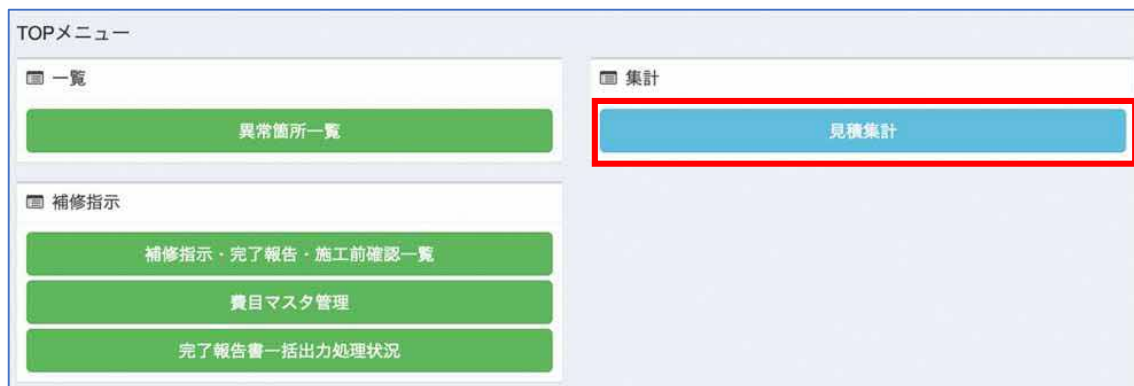 TOPメニュー
一覧
異常箇所一覧
集計
見積集計
補修指示
補修指示・完了報告・施工前確認一覧
費目マスタ管理
完了報告書一括出力処理状況